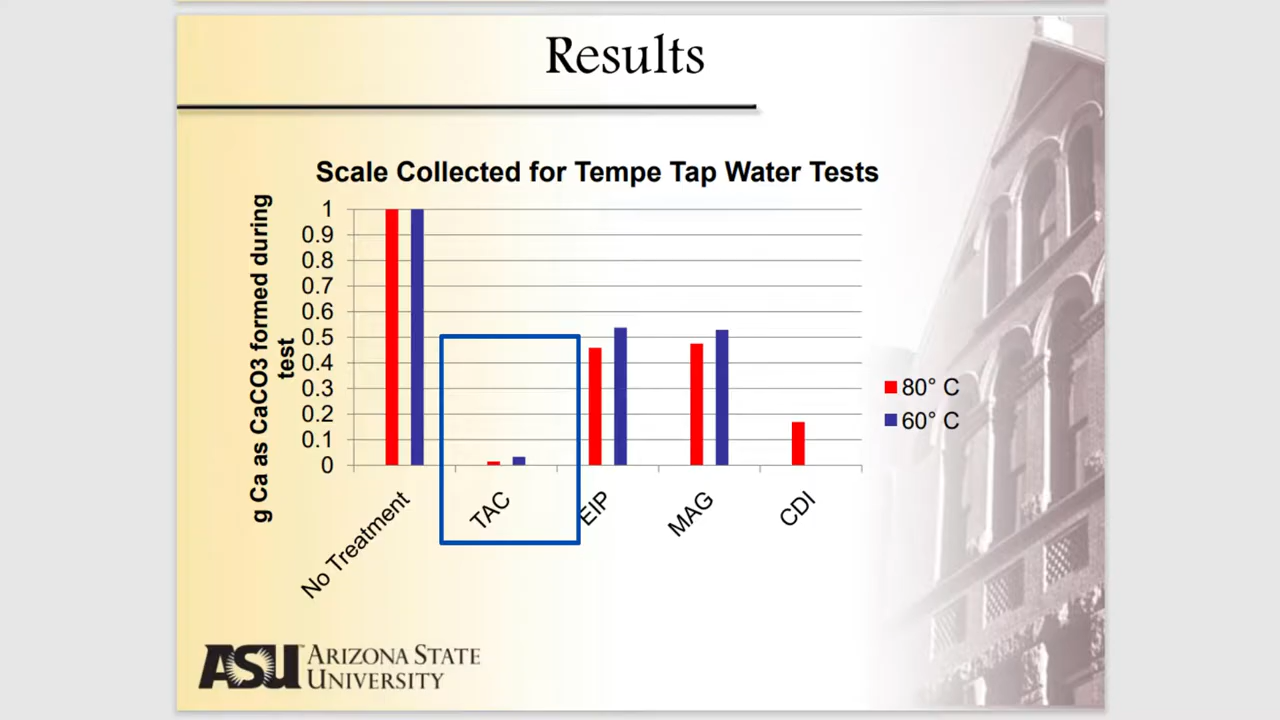 Results
Scale Collected for Tempe Tap Water Tests
g Ca as CaCO3 formed during
test
1
0.9
0.8
0.7
0.6
0.5
0.4
0.3
0.2
0.1
0
No Treatment
TAC
EIP
MAG
CDI
80° C
60° C
ASU ARIZONA STATE
UNIVERSITY